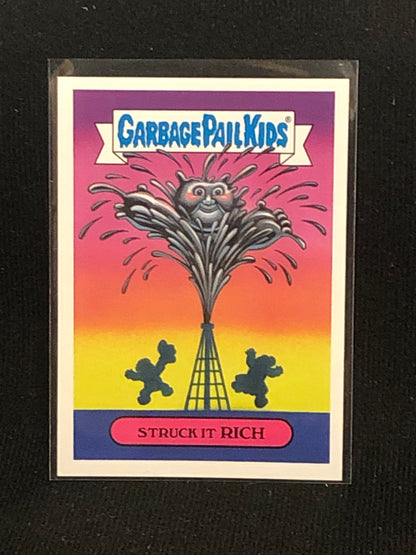 GARBAGE PAIL KIDS®
STRUCK IT RICH